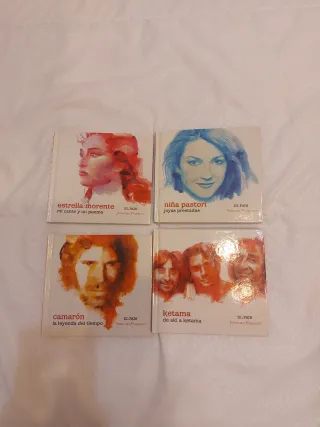 estrella morente
mi cante y un poema
EL PAÍS
niña pastori
joyas prestadas
EL PAÍS
camarón
la leyenda del tiempo
EL PAÍS
ketama
de akí a ketama
EL PAÍS